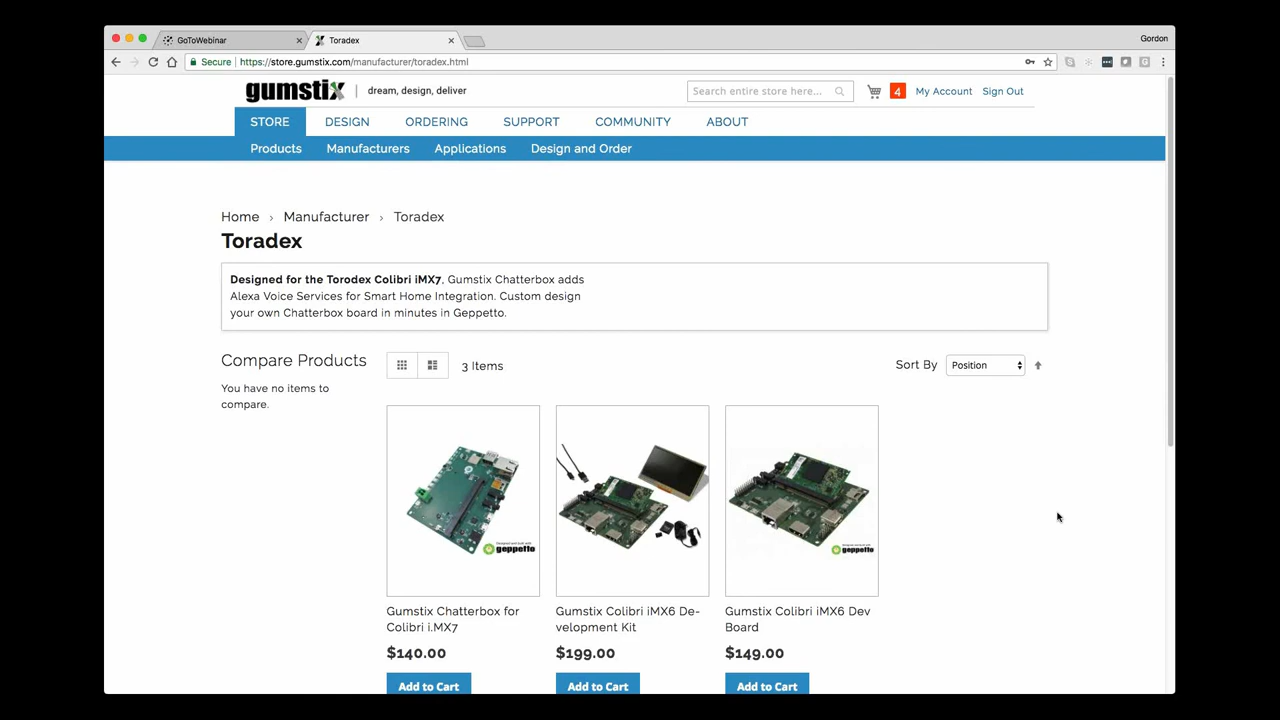 GoToWebinar
Toradex
Gordon
Secure
https://store.gumstix.com/manufacturer/toradex.html
gumstix
dream, design, deliver
Search entire store here...
4
My Account
Sign Out
STORE
DESIGN
ORDERING
SUPPORT
COMMUNITY
ABOUT
Products
Manufacturers
Applications
Design and Order
Home › Manufacturer › Toradex
Toradex
Designed for the Torodex Colibri iMX7, Gumstix Chatterbox adds
Alexa Voice Services for Smart Home Integration. Custom design
your own Chatterbox board in minutes in Geppetto.
Compare Products
You have no items to
compare.
3 Items
Sort By
Position
geppetto
Gumstix Chatterbox for
Colibri i.MX7
$140.00
Add to Cart
Gumstix Colibri iMX6 De-
velopment Kit
$199.00
Add to Cart
geppetto
Gumstix Colibri iMX6 Dev
Board
$149.00
Add to Cart